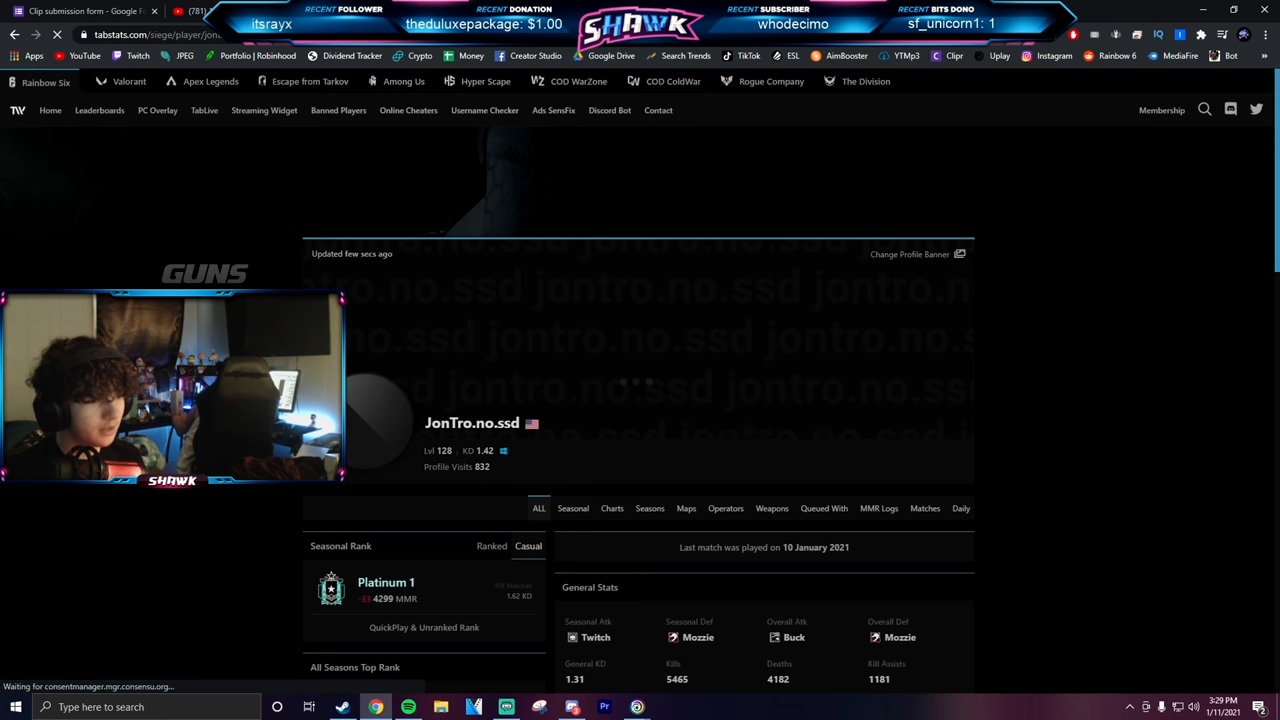 Clip submission form - Google F
(781)
RECENT FOLLOWER
itsrayx
RECENT DONATION
theduluxepackage: $1.00
SHAWK
RECENT SUBSCRIBER
whodecimo
RECENT BITS DONO
sf_unicorn1: 1
tabstats.com/siege/player/jont
Apps
YouTube
Twitch
Portfolio | Robinhood
Crypto
Money
Creator Studio
Dividend Tracker
JPEG
Google Drive
Search Trends
TikTok
ESL
AimBooster
YTMp3
Clipr
Uplay
Instagram
Rainbow 6
MediaFire
Bot
Rainbow Six
Valorant
Apex Legends
Escape from Tarkov
Among Us
Hyper Scape
COD WarZone
COD ColdWar
Rogue Company
The Division
Home
Leaderboards
PC Overlay
TabLive
Streaming Widget
Banned Players
Online Cheaters
Username Checker
Ads SensFix
Discord Bot
Contact
Membership
Updated few secs ago
Change Profile Banner
GUNS
jontro.no.ssd
JonTro.no.ssd
Lvl 128 KD 1.42
Profile Visits 832
SHAWK
ALL
Seasonal
Charts
Seasons
Maps
Operators
Weapons
Queued With
MMR Logs
Matches
Daily
Seasonal Rank
Ranked
Casual
Last match was played on 10 January 2021
Platinum 1
-33 4299 MMR
1.62 KD
QuickPlay & Unranked Rank
All Seasons Top Rank
General Stats
Seasonal Atk
Seasonal Def
Overall Atk
Overall Def
Twitch
Mozzie
Buck
Mozzie
General KD
Kills
Deaths
Kill Assists
1.31
5465
4182
1181
Waiting for consentmanager.mgr.consensu.org...
Type here to search
3:29 PM
1/11/2021